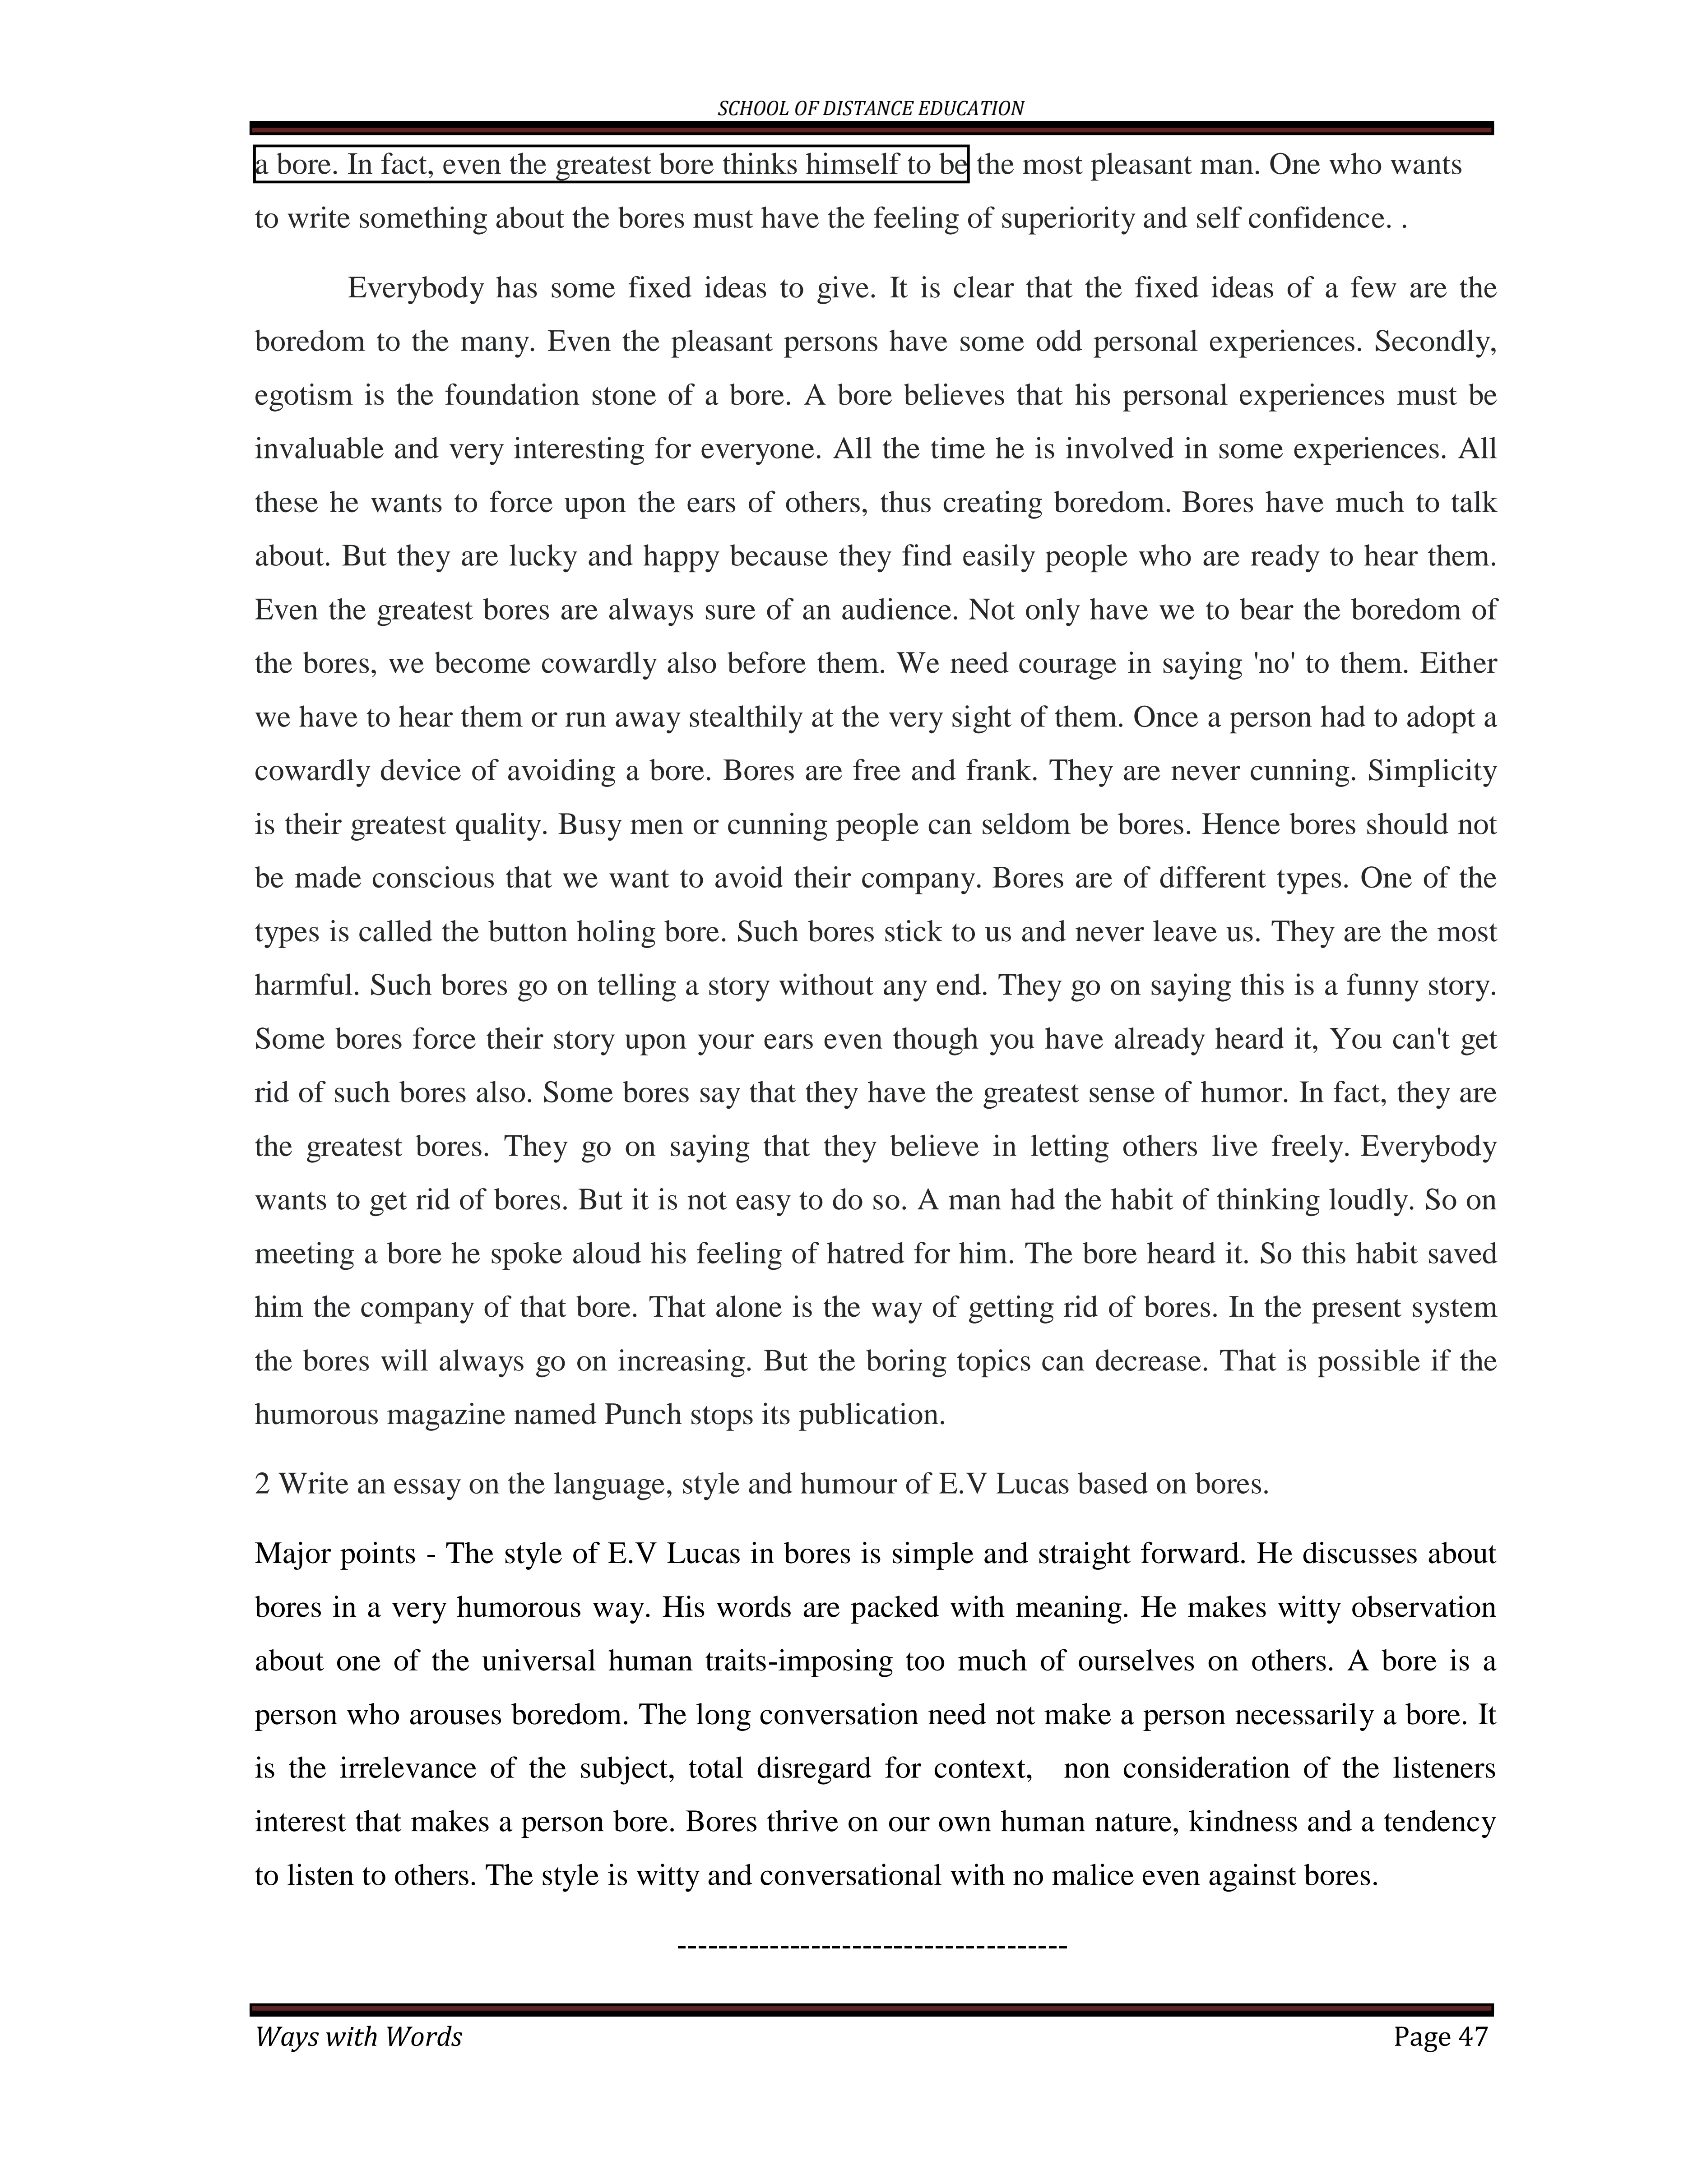 SCHOOL OF DISTANCE EDUCATION
a bore. In fact, even the greatest bore thinks himself to be the most pleasant man. One who wants
to write something about the bores must have the feeling of superiority and self confidence. .
Everybody has some fixed ideas to give. It is clear that the fixed ideas of a few are the
boredom to the many. Even the pleasant persons have some odd personal experiences. Secondly,
egotism is the foundation stone of a bore. A bore believes that his personal experiences must be
invaluable and very interesting for everyone. All the time he is involved in some experiences. All
these he wants to force upon the ears of others, thus creating boredom. Bores have much to talk
about. But they are lucky and happy because they find easily people who are ready to hear them.
Even the greatest bores are always sure of an audience. Not only have we to bear the boredom of
the bores, we become cowardly also before them. We need courage in saying 'no' to them. Either
we have to hear them or run away stealthily at the very sight of them. Once a person had to adopt a
cowardly device of avoiding a bore. Bores are free and frank. They are never cunning. Simplicity
is their greatest quality. Busy men or cunning people can seldom be bores. Hence bores should not
be made conscious that we want to avoid their company. Bores are of different types. One of the
types is called the button holing bore. Such bores stick to us and never leave us. They are the most
harmful. Such bores go on telling a story without any end. They go on saying this is a funny story.
Some bores force their story upon your ears even though you have already heard it, You can't get
rid of such bores also. Some bores say that they have the greatest sense of humor. In fact, they are
the greatest bores. They go on saying that they believe in letting others live freely. Everybody
wants to get rid of bores. But it is not easy to do so. A man had the habit of thinking loudly. So on
meeting a bore he spoke aloud his feeling of hatred for him. The bore heard it. So this habit saved
him the company of that bore. That alone is the way of getting rid of bores. In the present system
the bores will always go on increasing. But the boring topics can decrease. That is possible if the
humorous magazine named Punch stops its publication.
2 Write an essay on the language, style and humour of E.V Lucas based on bores.
Major points - The style of E.V Lucas in bores is simple and straight forward. He discusses about
bores in a very humorous way. His words are packed with meaning. He makes witty observation
about one of the universal human traits-imposing too much of ourselves on others. A bore is a
person who arouses boredom. The long conversation need not make a person necessarily a bore. It
is the irrelevance of the subject, total disregard for context, non consideration of the listeners
interest that makes a person bore. Bores thrive on our own human nature, kindness and a tendency
to listen to others. The style is witty and conversational with no malice even against bores.
--------------------------------------
Ways with Words Page 47